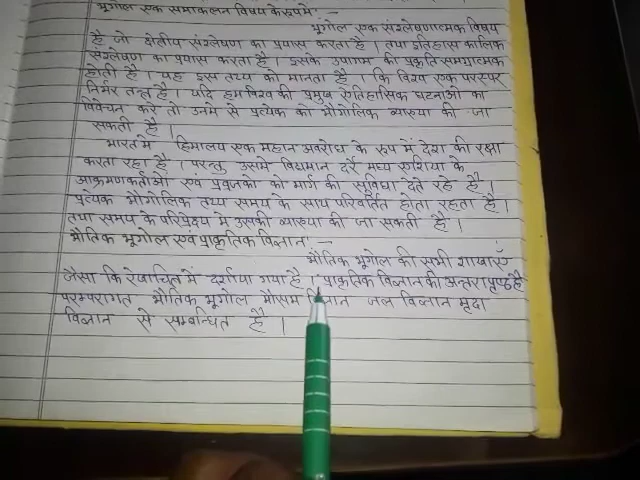 भूगोल एक समाकलन विषय के रूप में :—
भूगोल एक संश्लेषणात्मक विषय
है जो क्षेत्रीय संश्लेषण का प्रयास करता है । तथा इतिहास कालिक
संश्लेषण का प्रयास करता है । इसके उपागम की प्रकृति समग्रात्मक
होती है । यह इस तथ्य को मानता है । कि विश्व एक परस्पर
निर्भर तन्त्र है । यदि हम विश्व की प्रमुख ऐतिहासिक घटनाओं का
विवेचन करे तो उनमे से प्रत्येक की भौगोलिक व्याख्या की जा
सकती है ।
भारत मे हिमालय एक महान अवरोध के रूप में देश की रक्षा
करता रहा है । परन्तु उसमे विद्यमान दर्रे मध्य एशिया के
आक्रमणकर्ताओं एवं प्रवृजको को मार्ग की सुविधा देते रहे है ।
प्रत्येक भौगोलिक तथ्य समय के साथ परिवर्तित होता रहता है ।
तथा समय के परिप्रेक्ष्य मे उसकी व्याख्या की जा सकती है ।
भौतिक भूगोल एवं प्राकृतिक विज्ञान :—
भौतिक भूगोल की सभी शाखाएँ
जैसा कि रेखाचित्र में दर्शाया गया है । प्राकृतिक विज्ञान की अन्तरापृष्ठ है
परम्परागत भौतिक भूगोल मौसम विज्ञान जल विज्ञान मृदा
विज्ञान से सम्बन्धित है ।